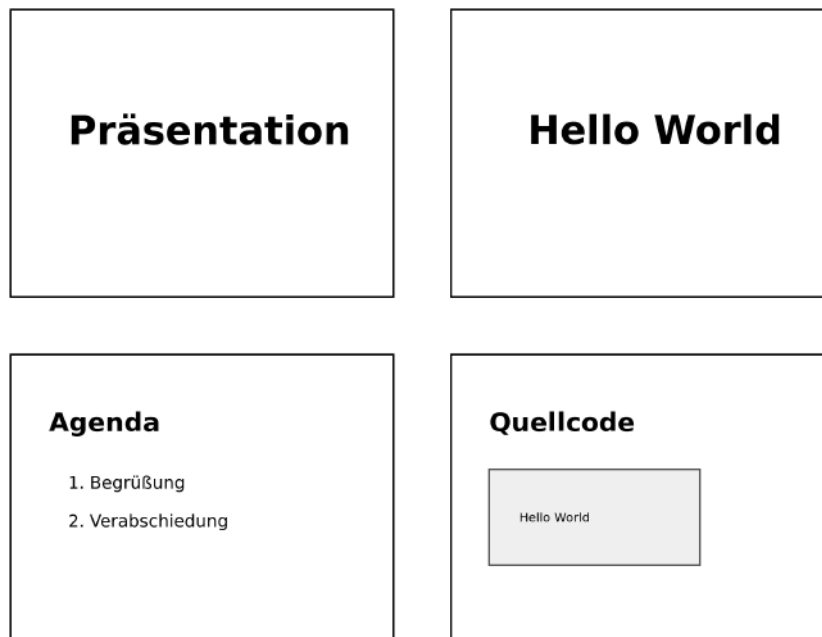 Präsentation
Hello World
Agenda
1. Begrüßung
2. Verabschiedung
Quellcode
Hello World